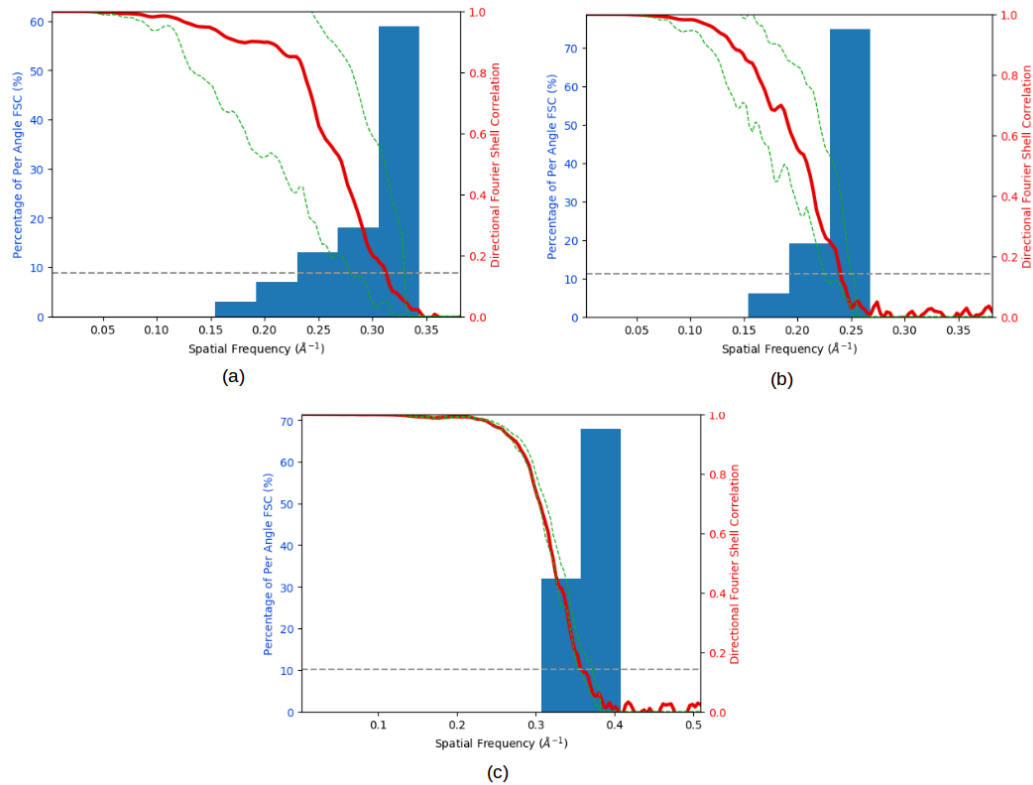 Percentage of Per Angle FSC (%)
60
50
40
30
20
10
0
0.05 0.10 0.15 0.20 0.25 0.30 0.35
Spatial Frequency (Å⁻¹)
1.0
0.8
0.6
0.4
0.2
0.0
Directional Fourier Shell Correlation
(a)
Percentage of Per Angle FSC (%)
70
60
50
40
30
20
10
0
0.05 0.10 0.15 0.20 0.25 0.30 0.35
Spatial Frequency (Å⁻¹)
1.0
0.8
0.6
0.4
0.2
0.0
Directional Fourier Shell Correlation
(b)
Percentage of Per Angle FSC (%)
70
60
50
40
30
20
10
0
0.1 0.2 0.3 0.4 0.5
Spatial Frequency (Å⁻¹)
1.0
0.8
0.6
0.4
0.2
0.0
Directional Fourier Shell Correlation
(c)